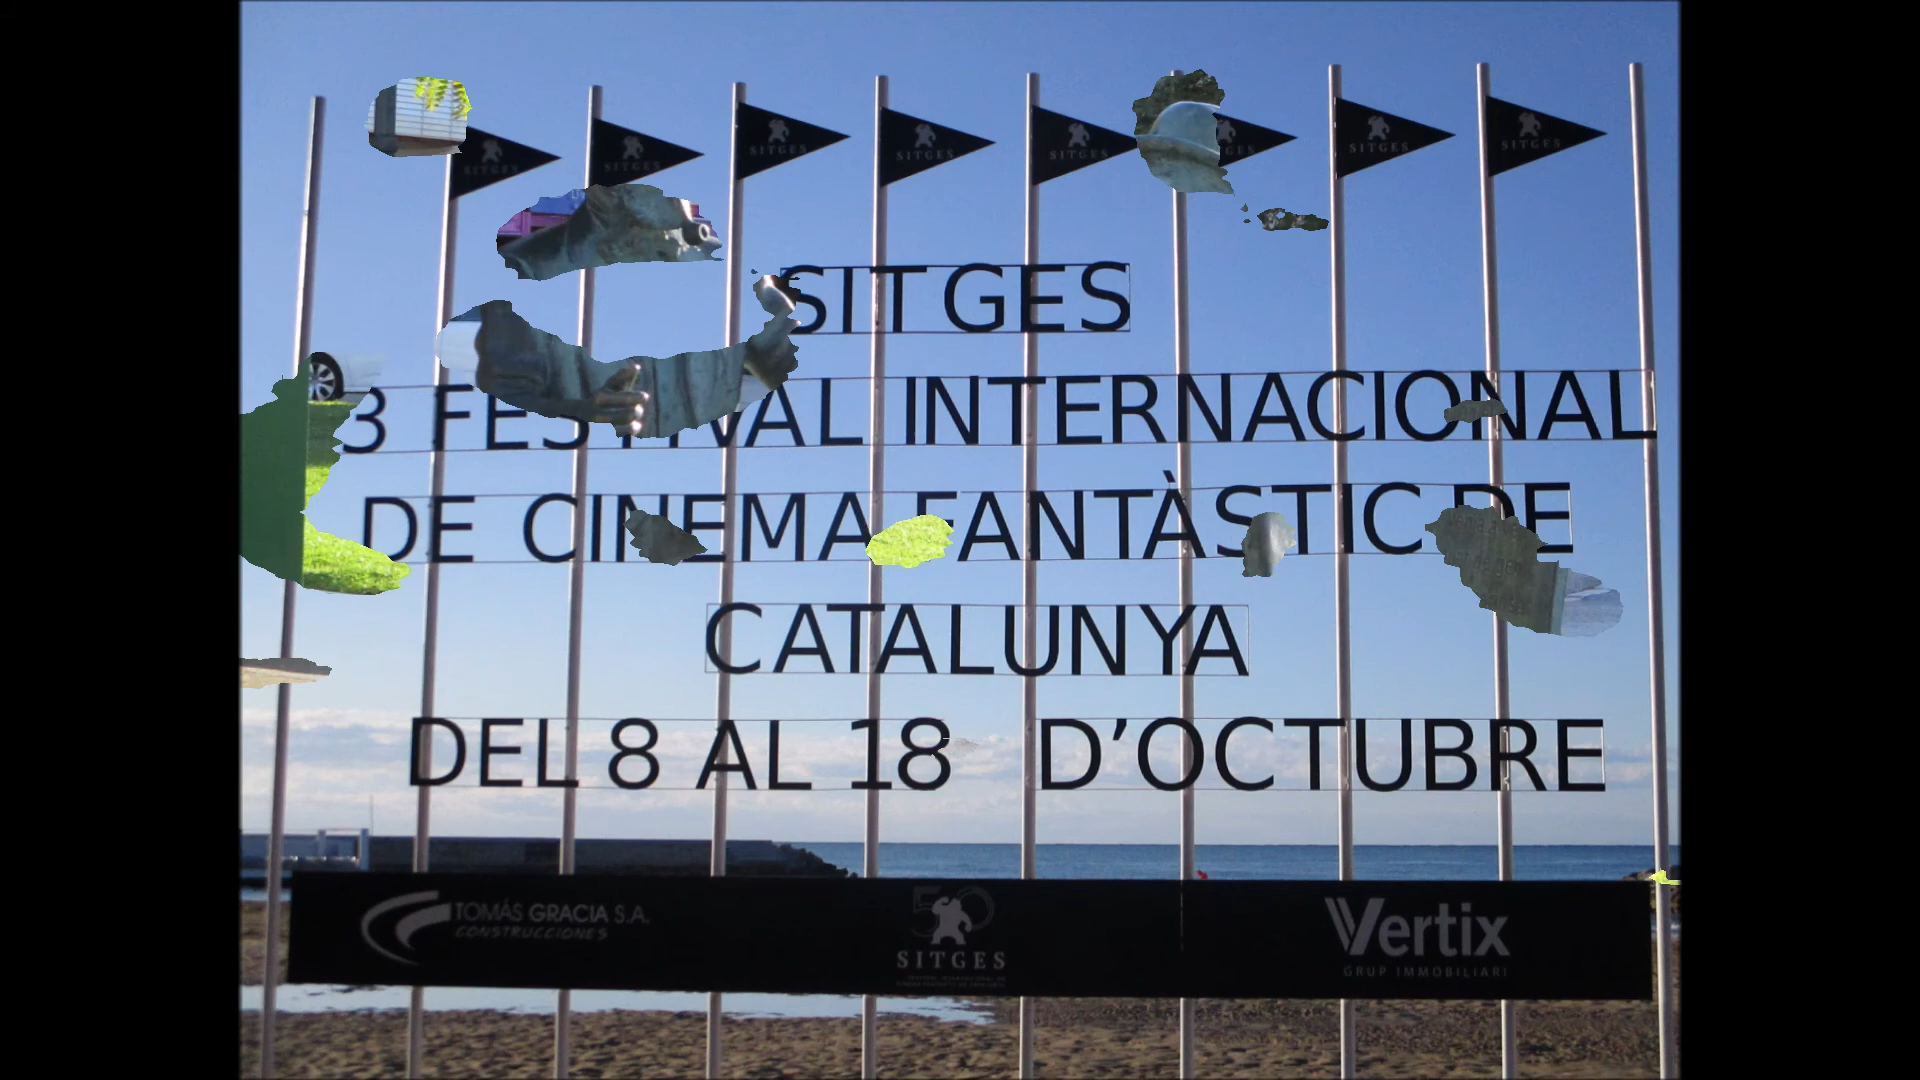 SITGES
SITGES
SITGES
SITGES
SITGES
SITGES
SITGES
SITGES
3 FESTIVAL INTERNACIONAL
DE CINEMA FANTÀSTIC DE
CATALUNYA
DEL 8 AL 18 D'OCTUBRE
TOMÁS GRACIA S.A.
CONSTRUCCIONES
50
SITGES
Vertix
GRUP IMMOBILIARI